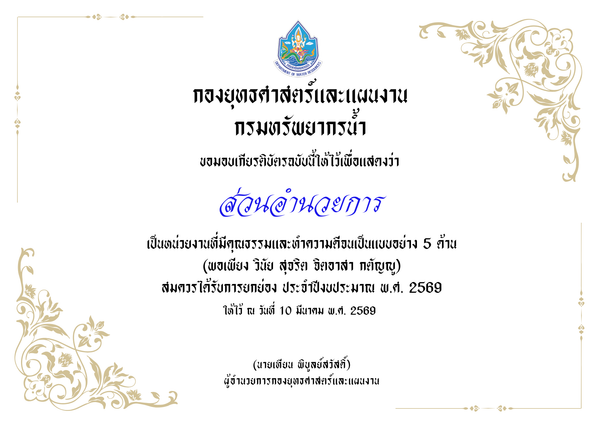 DEPARTMENT OF WATER RESOURCES
กองยุทธศาสตร์และแผนงาน
กรมทรัพยากรน้ำ
ขอมอบเกียรติบัตรฉบับนี้ให้ไว้เพื่อแสดงว่า
ส่วนอำนวยการ
เป็นหน่วยงานที่มีคุณธรรมและทำความดีจนเป็นแบบอย่าง 5 ด้าน
(พอเพียง วินัย สุจริต จิตอาสา กตัญญู)
สมควรได้รับการยกย่อง ประจำปีงบประมาณ พ.ศ. 2569
ให้ไว้ ณ วันที่ 10 มีนาคม พ.ศ. 2569
(นายเทียน พิบูลย์สวัสดิ์)
ผู้อำนวยการกองยุทธศาสตร์และแผนงาน